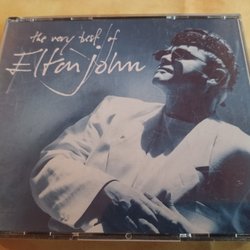 the very best of
Elton john